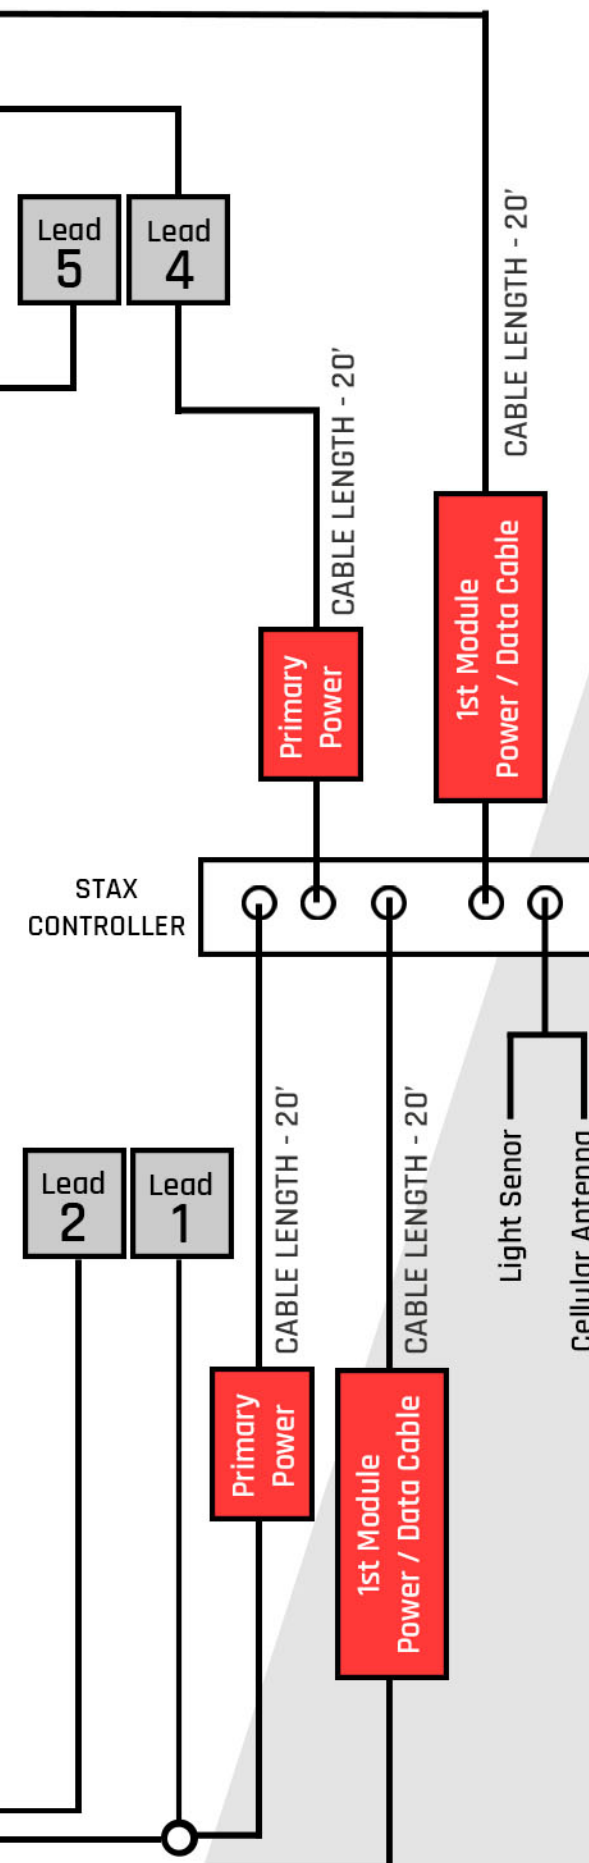 Lead
5
Lead
4
CABLE LENGTH - 20'
CABLE LENGTH - 20'
1st Module
Power / Data Cable
Primary
Power
STAX
CONTROLLER
CABLE LENGTH - 20'
CABLE LENGTH - 20'
Light Senor
Cellular Antenna
Lead
2
Lead
1
Primary
Power
1st Module
Power / Data Cable